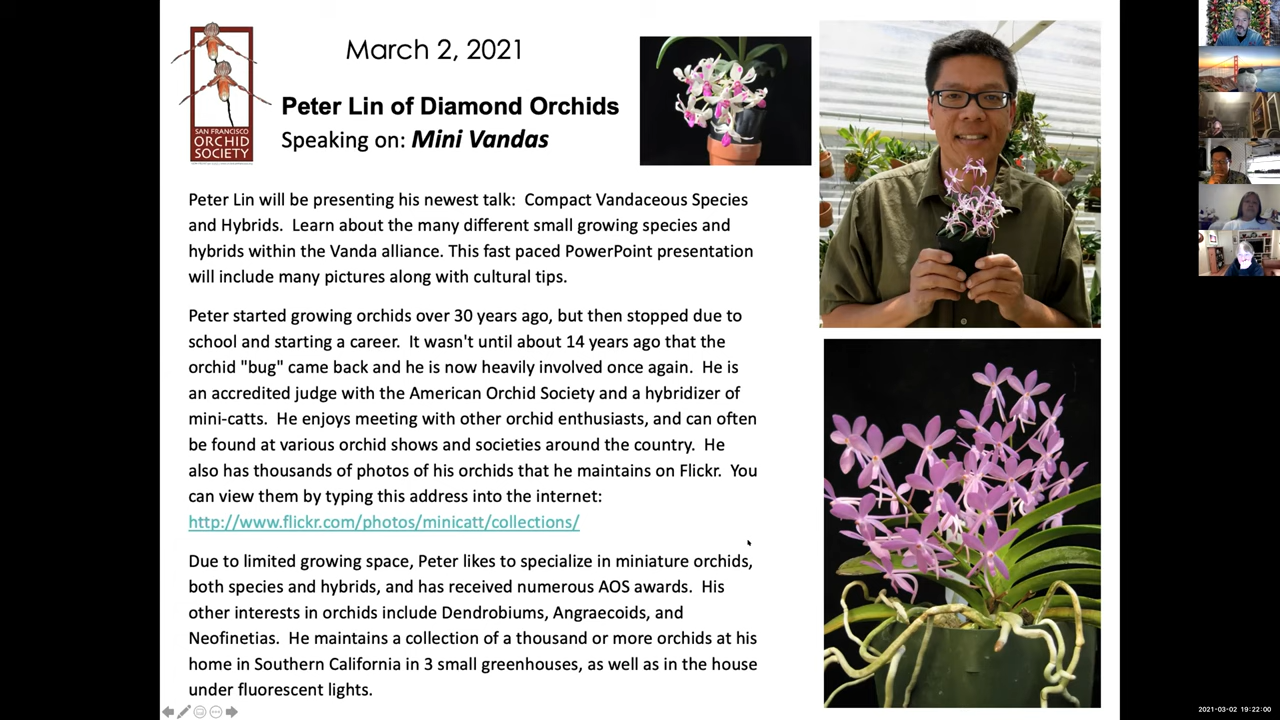 March 2, 2021
SAN FRANCISCO
ORCHID
SOCIETY
Peter Lin of Diamond Orchids
Speaking on: Mini Vandas
Peter Lin will be presenting his newest talk:  Compact Vandaceous Species
and Hybrids.  Learn about the many different small growing species and
hybrids within the Vanda alliance. This fast paced PowerPoint presentation
will include many pictures along with cultural tips.
Peter started growing orchids over 30 years ago, but then stopped due to
school and starting a career.  It wasn't until about 14 years ago that the
orchid "bug" came back and he is now heavily involved once again.  He is
an accredited judge with the American Orchid Society and a hybridizer of
mini-catts.  He enjoys meeting with other orchid enthusiasts, and can often
be found at various orchid shows and societies around the country.  He
also has thousands of photos of his orchids that he maintains on Flickr.  You
can view them by typing this address into the internet:
http://www.flickr.com/photos/minicatt/collections/
Due to limited growing space, Peter likes to specialize in miniature orchids,
both species and hybrids, and has received numerous AOS awards.  His
other interests in orchids include Dendrobiums, Angraecoids, and
Neofinetias.  He maintains a collection of a thousand or more orchids at his
home in Southern California in 3 small greenhouses, as well as in the house
under fluorescent lights.
2021-03-02 19:22:00